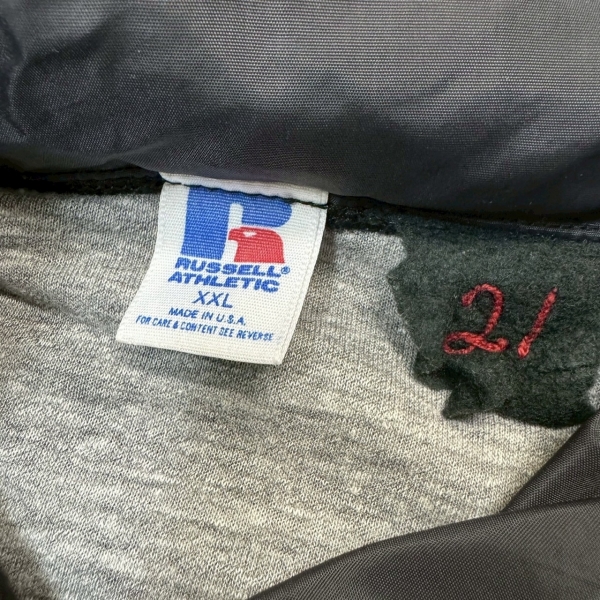 RUSSELL®
ATHLETIC
XXL
MADE IN U.S.A.
FOR CARE & CONTENT SEE REVERSE
21